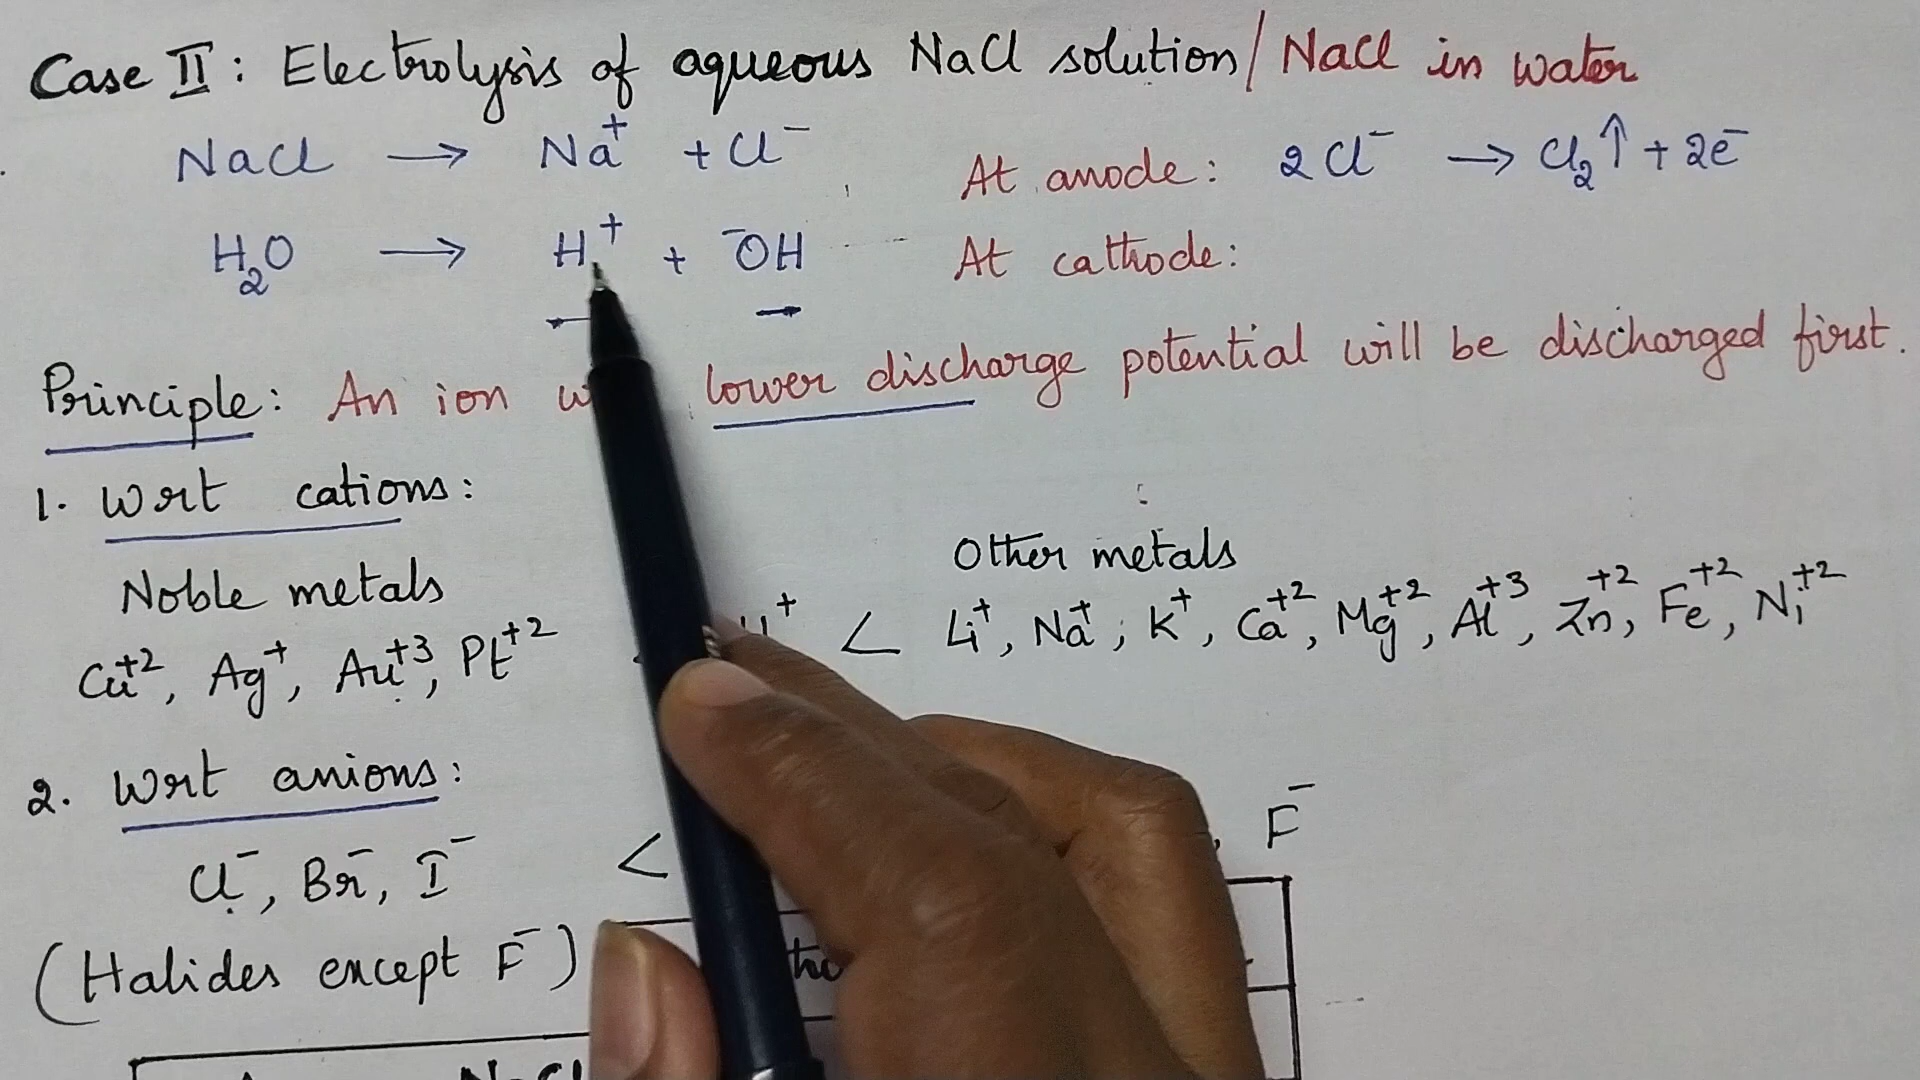 Case II: Electrolysis of aqueous NaCl solution/NaCl in water
NaCl → Na⁺ + Cl⁻
At anode: 2Cl⁻ → Cl₂↑ + 2e⁻
H₂O → H⁺ + ⁻OH
At cathode:
Principle: An ion lower discharge potential will be discharged first.
1. Wrt cations:
Noble metals
Other metals
Cu⁺², Ag⁺, Au⁺³, Pt⁺² H⁺ < Li⁺, Na⁺, K⁺, Ca⁺², Mg⁺², Al⁺³, Zn⁺², Fe⁺², Ni⁺²
2. Wrt anions:
Cl⁻, Br⁻, I⁻ < , F⁻
(Halides except F⁻)
NaCl